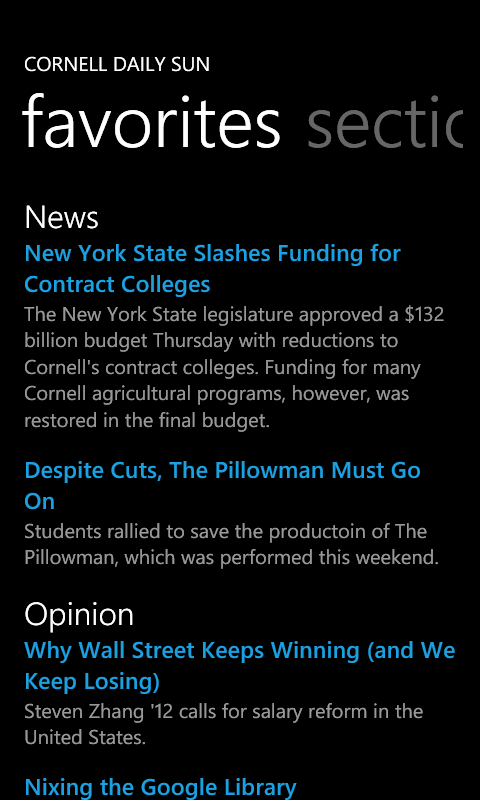 CORNELL DAILY SUN
favorites sectic
News
New York State Slashes Funding for
Contract Colleges
The New York State legislature approved a $132
billion budget Thursday with reductions to
Cornell's contract colleges. Funding for many
Cornell agricultural programs, however, was
restored in the final budget.
Despite Cuts, The Pillowman Must Go
On
Students rallied to save the productoin of The
Pillowman, which was performed this weekend.
Opinion
Why Wall Street Keeps Winning (and We
Keep Losing)
Steven Zhang '12 calls for salary reform in the
United States.
Nixing the Google Library